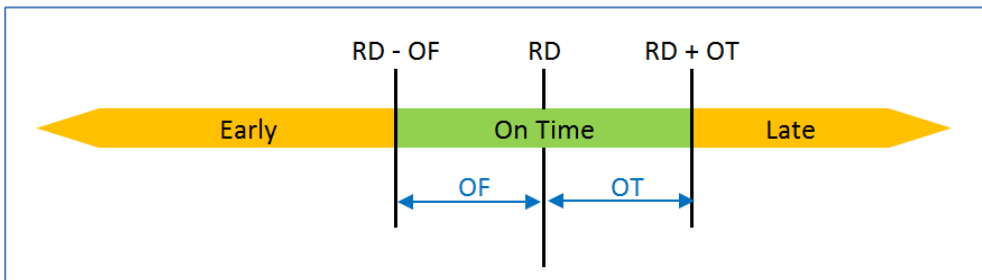 RD - OF RD RD + OT
Early On Time Late
OF OT